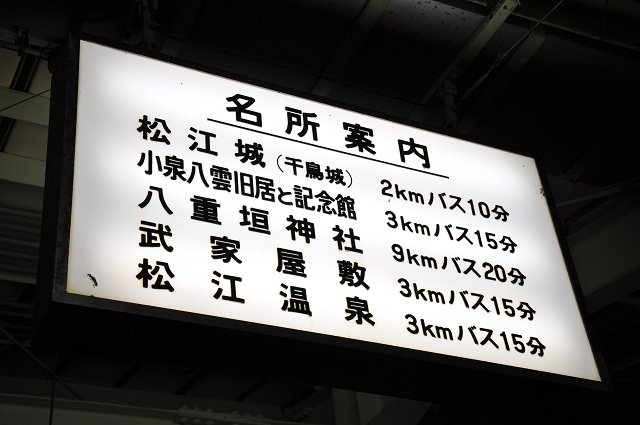 名所案内
松江城（千鳥城） 2kmバス10分
小泉八雲旧居と記念館 3kmバス15分
八重垣神社 9kmバス20分
武家屋敷 3kmバス15分
松江温泉 3kmバス15分